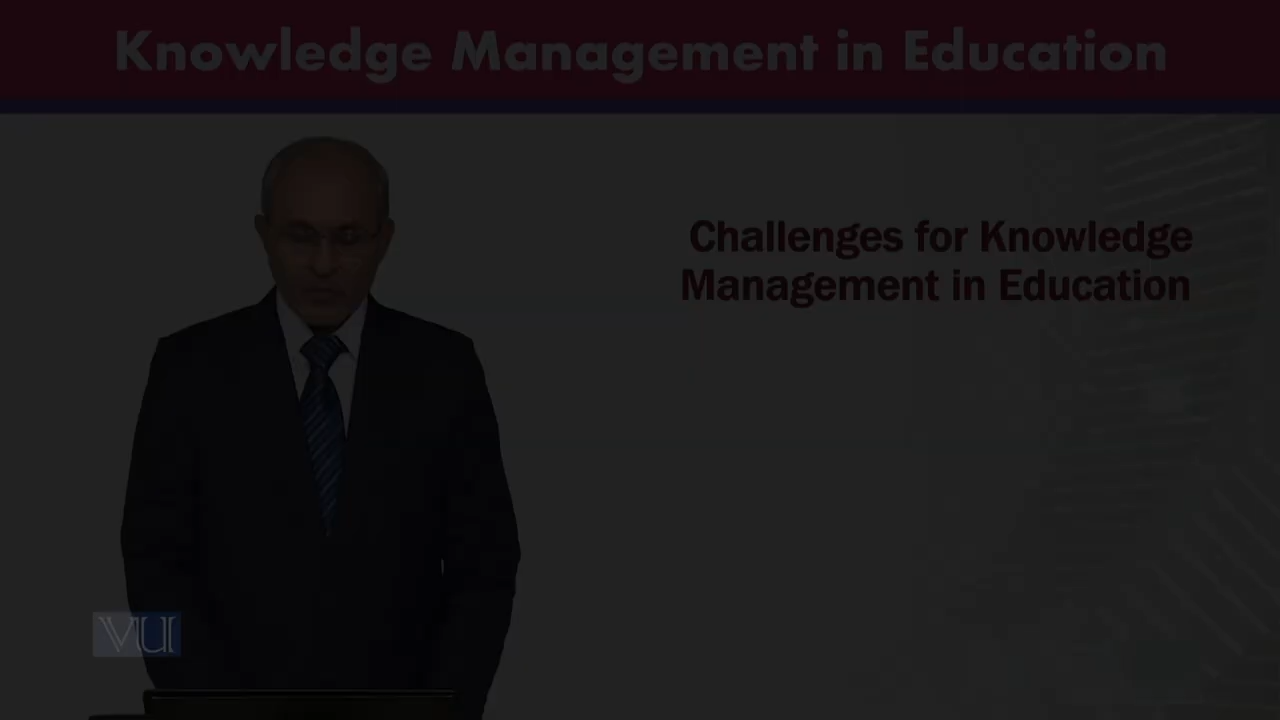 Knowledge Management in Education
Challenges for Knowledge
Management in Education
VU